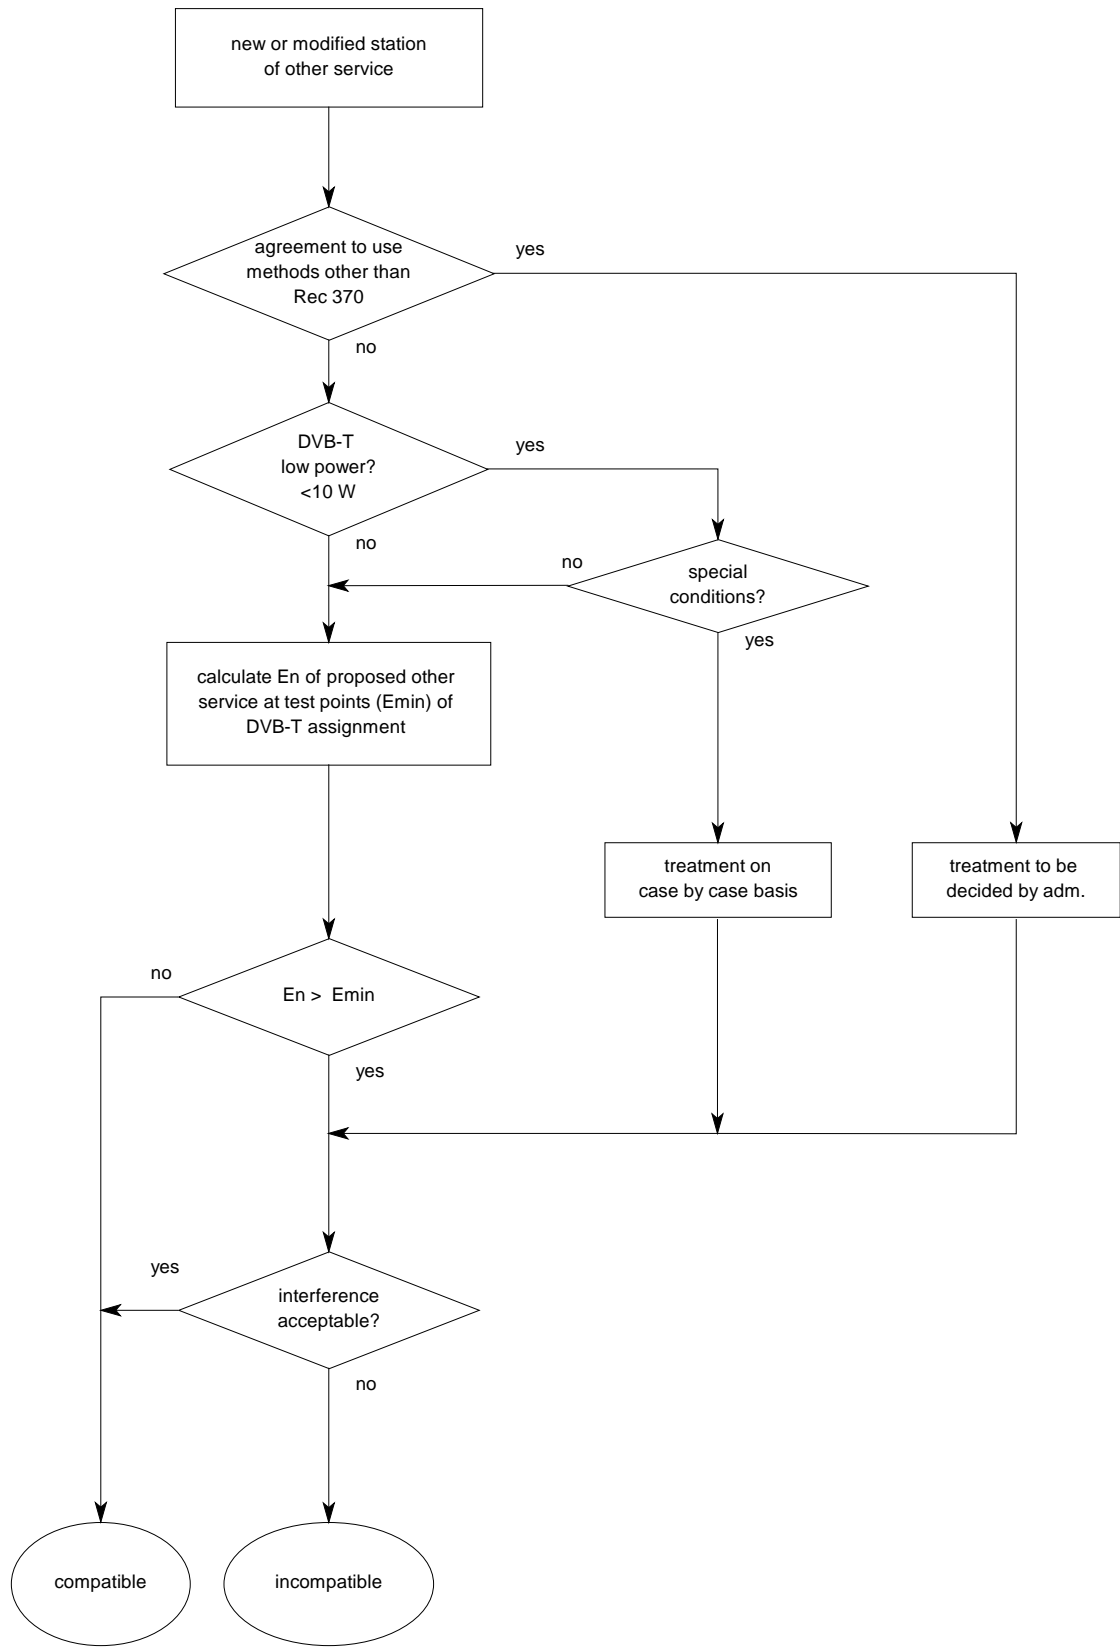 new or modified station
of other service
agreement to use
methods other than
Rec 370
yes
no
DVB-T
low power?
<10 W
yes
no
no
special
conditions?
yes
calculate En of proposed other
service at test points (Emin) of
DVB-T assignment
treatment on
case by case basis
treatment to be
decided by adm.
no
En > Emin
yes
yes
interference
acceptable?
no
compatible
incompatible